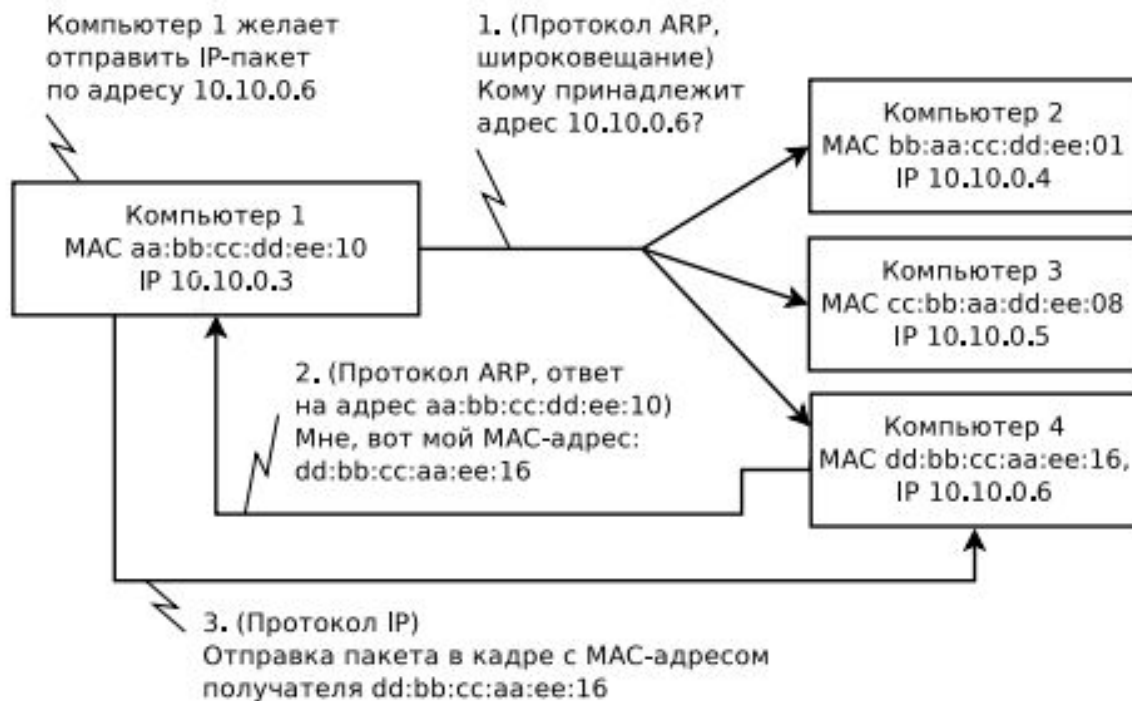 Компьютер 1 желает
отправить IP-пакет
по адресу 10.10.0.6
1. (Протокол ARP,
широковещание)
Кому принадлежит
адрес 10.10.0.6?
Компьютер 2
MAC bb:aa:cc:dd:ee:01
IP 10.10.0.4
Компьютер 1
MAC aa:bb:cc:dd:ee:10
IP 10.10.0.3
Компьютер 3
MAC cc:bb:aa:dd:ee:08
IP 10.10.0.5
2. (Протокол ARP, ответ
на адрес aa:bb:cc:dd:ee:10)
Мне, вот мой MAC-адрес:
dd:bb:cc:aa:ee:16
Компьютер 4
MAC dd:bb:cc:aa:ee:16,
IP 10.10.0.6
3. (Протокол IP)
Отправка пакета в кадре с MAC-адресом
получателя dd:bb:cc:aa:ee:16